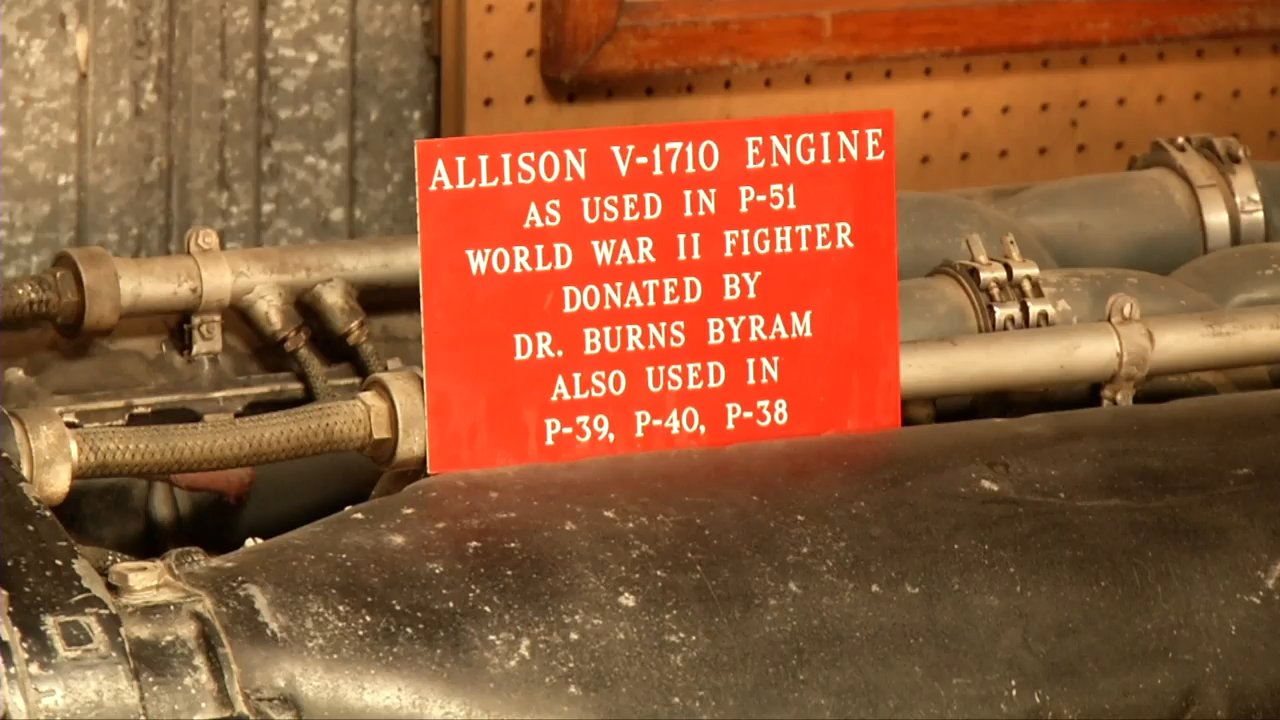 ALLISON V-1710 ENGINE
AS USED IN P-51
WORLD WAR II FIGHTER
DONATED BY
DR. BURNS BYRAM
ALSO USED IN
P-39, P-40, P-38